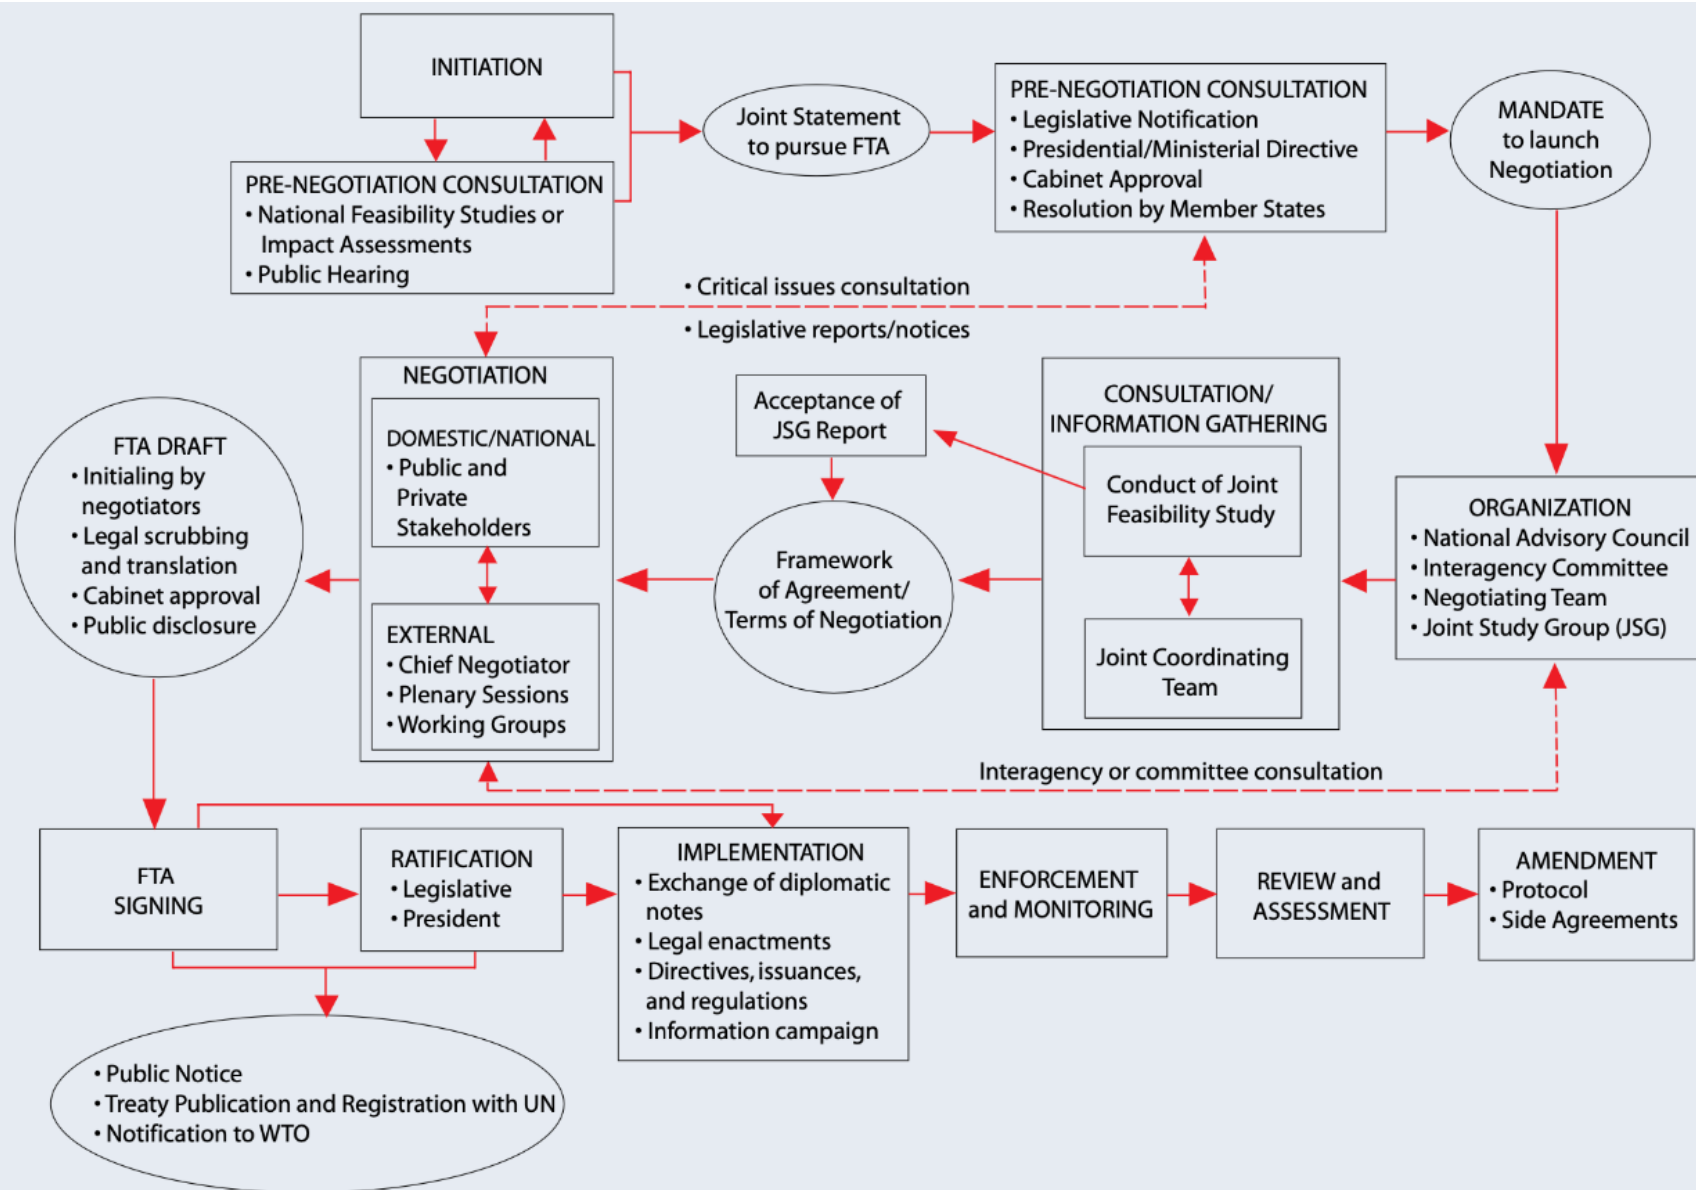 INITIATION
PRE-NEGOTIATION CONSULTATION
• National Feasibility Studies or
Impact Assessments
• Public Hearing
Joint Statement
to pursue FTA
PRE-NEGOTIATION CONSULTATION
• Legislative Notification
• Presidential/Ministerial Directive
• Cabinet Approval
• Resolution by Member States
MANDATE
to launch
Negotiation
• Critical issues consultation
• Legislative reports/notices
ORGANIZATION
• National Advisory Council
• Interagency Committee
• Negotiating Team
• Joint Study Group (JSG)
CONSULTATION/
INFORMATION GATHERING
Conduct of Joint
Feasibility Study
Joint Coordinating
Team
Acceptance of
JSG Report
Framework
of Agreement/
Terms of Negotiation
NEGOTIATION
DOMESTIC/NATIONAL
• Public and
Private
Stakeholders
EXTERNAL
• Chief Negotiator
• Plenary Sessions
• Working Groups
Interagency or committee consultation
FTA DRAFT
• Initialing by
negotiators
• Legal scrubbing
and translation
• Cabinet approval
• Public disclosure
FTA
SIGNING
RATIFICATION
• Legislative
• President
IMPLEMENTATION
• Exchange of diplomatic
notes
• Legal enactments
• Directives, issuances,
and regulations
• Information campaign
ENFORCEMENT
and MONITORING
REVIEW and
ASSESSMENT
AMENDMENT
• Protocol
• Side Agreements
• Public Notice
• Treaty Publication and Registration with UN
• Notification to WTO